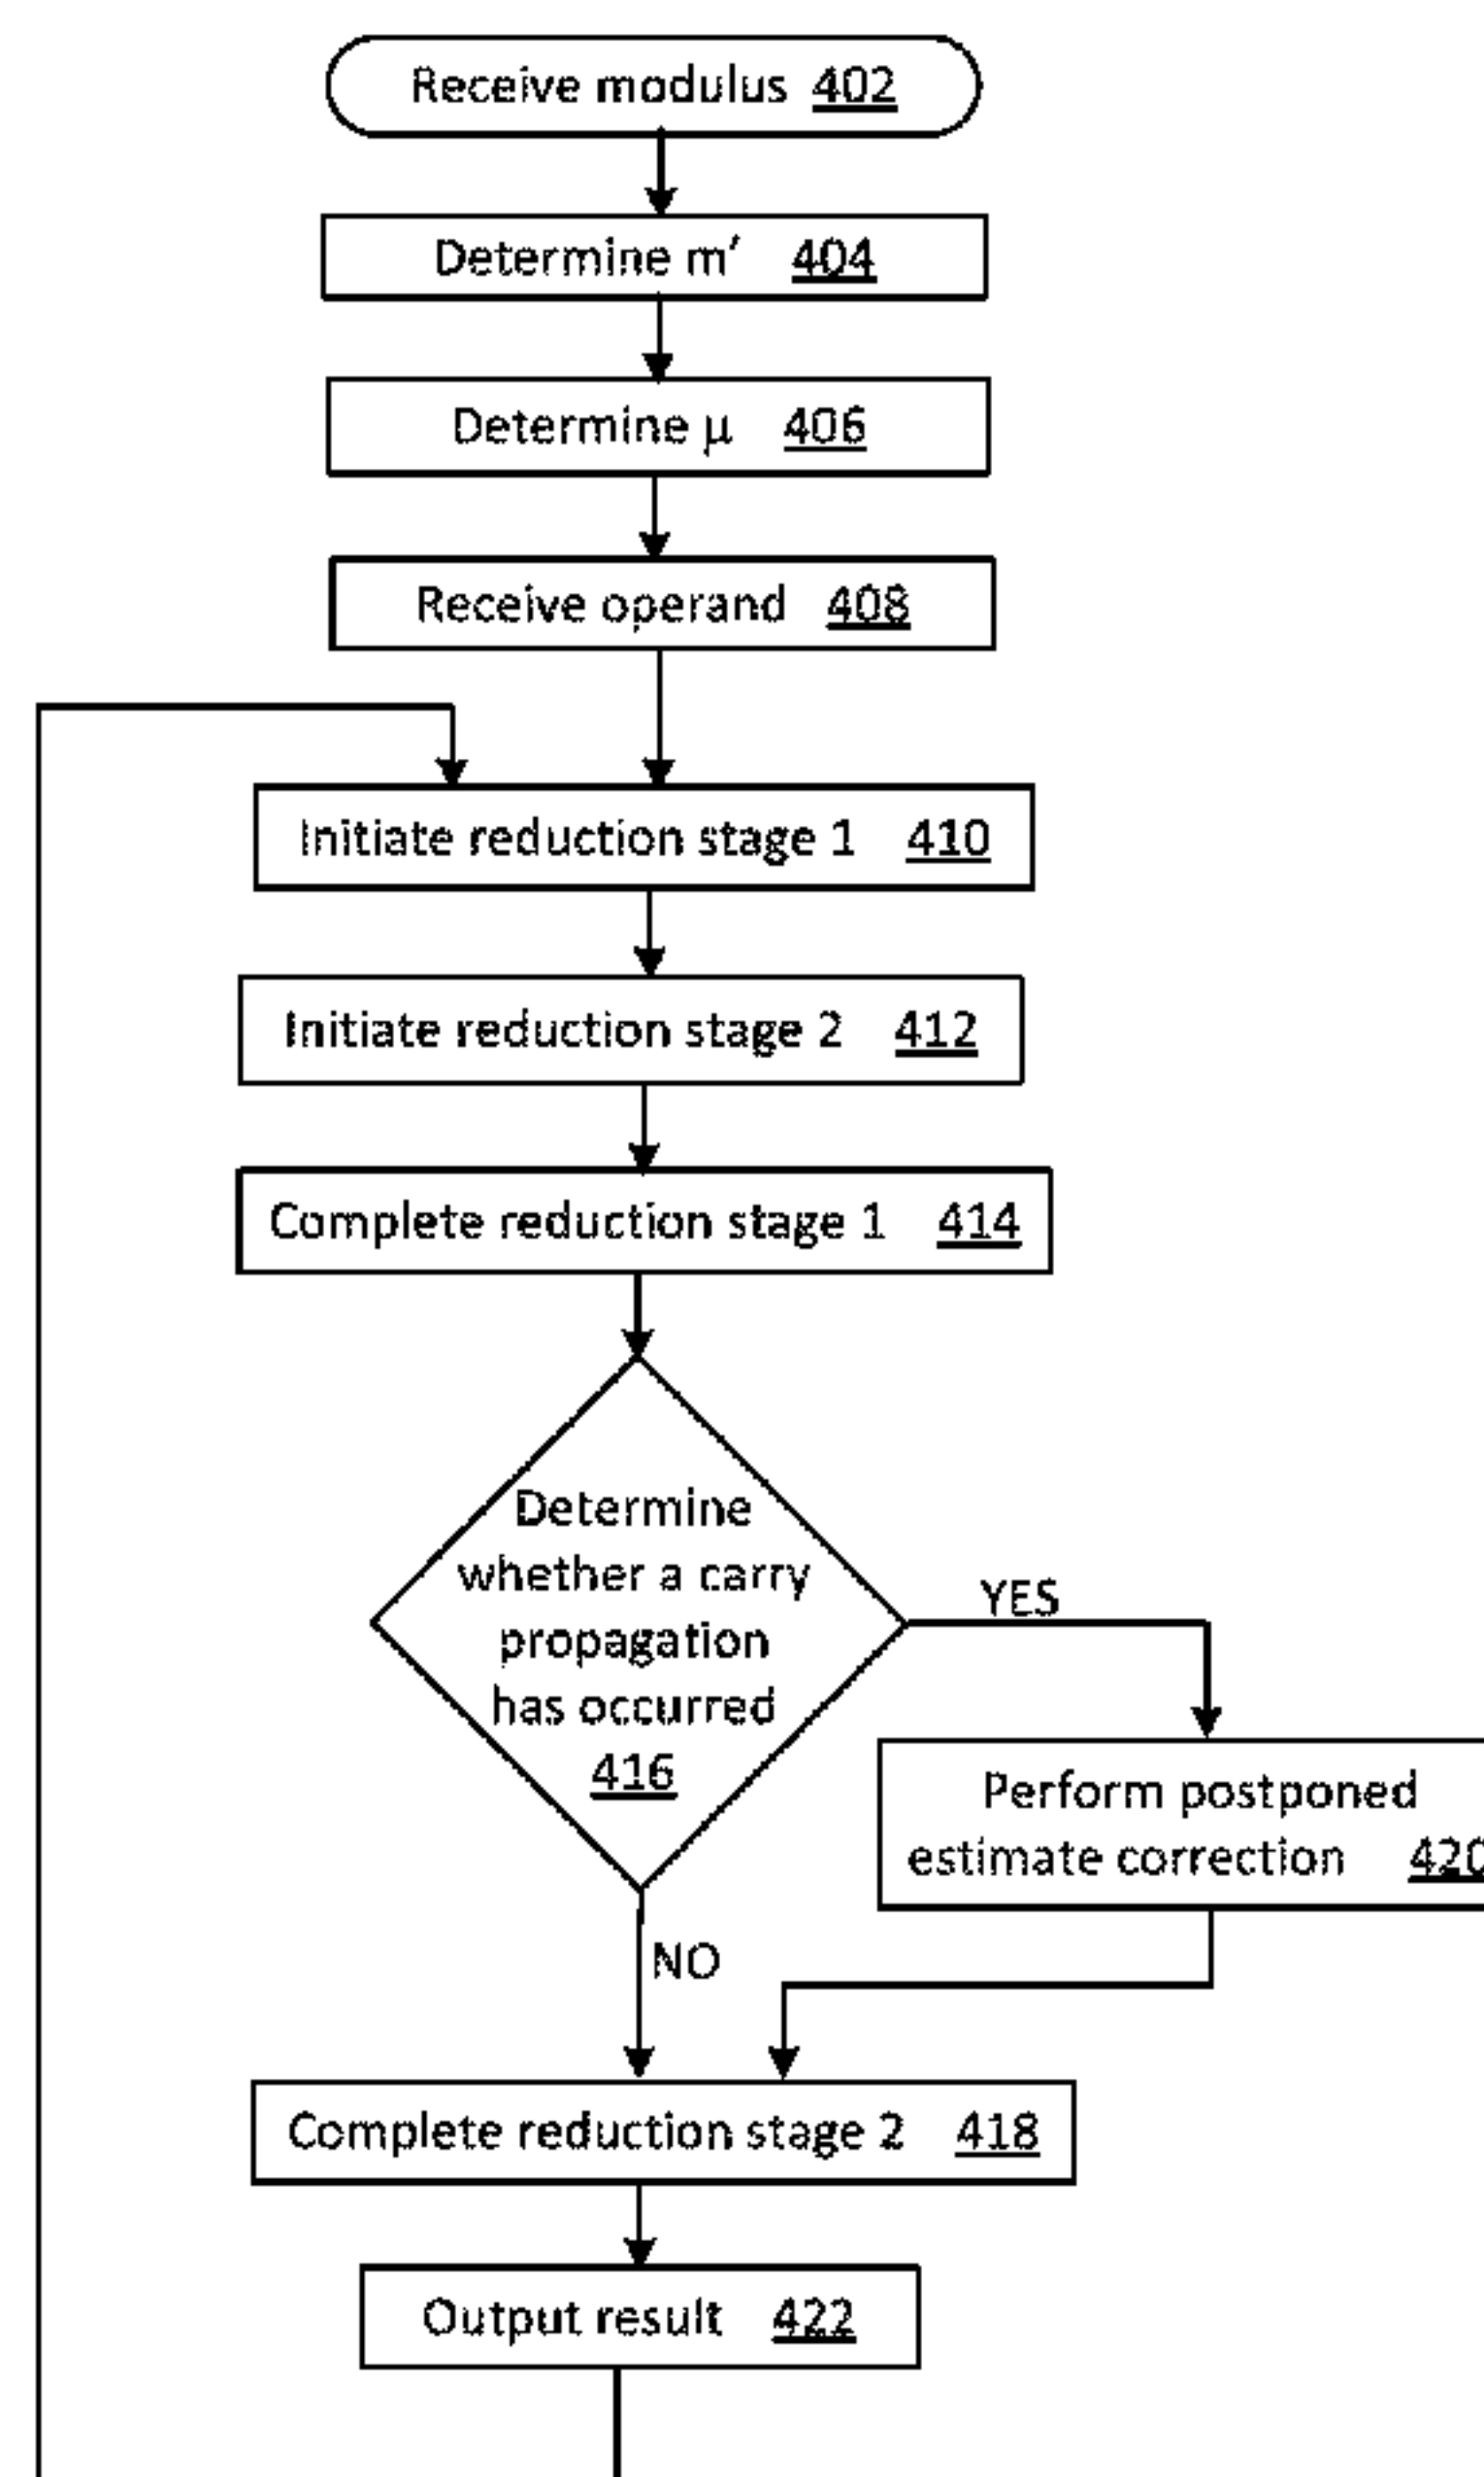 Receive modulus 402
Determine m′ 404
Determine µ 406
Receive operand 408
Initiate reduction stage 1 410
Initiate reduction stage 2 412
Complete reduction stage 1 414
Determine
whether a carry
propagation
has occurred
416
YES
Perform postponed
estimate correction 420
NO
Complete reduction stage 2 418
Output result 422